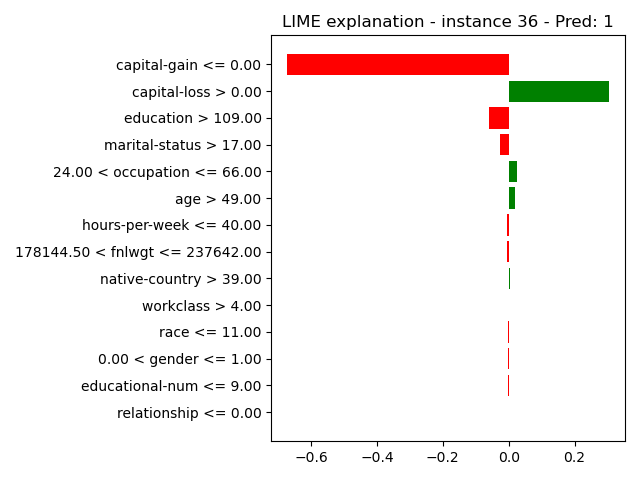 LIME explanation - instance 36 - Pred: 1
capital-gain <= 0.00
capital-loss > 0.00
education > 109.00
marital-status > 17.00
24.00 < occupation <= 66.00
age > 49.00
hours-per-week <= 40.00
178144.50 < fnlwgt <= 237642.00
native-country > 39.00
workclass > 4.00
race <= 11.00
0.00 < gender <= 1.00
educational-num <= 9.00
relationship <= 0.00
−0.6 −0.4 −0.2 0.0 0.2